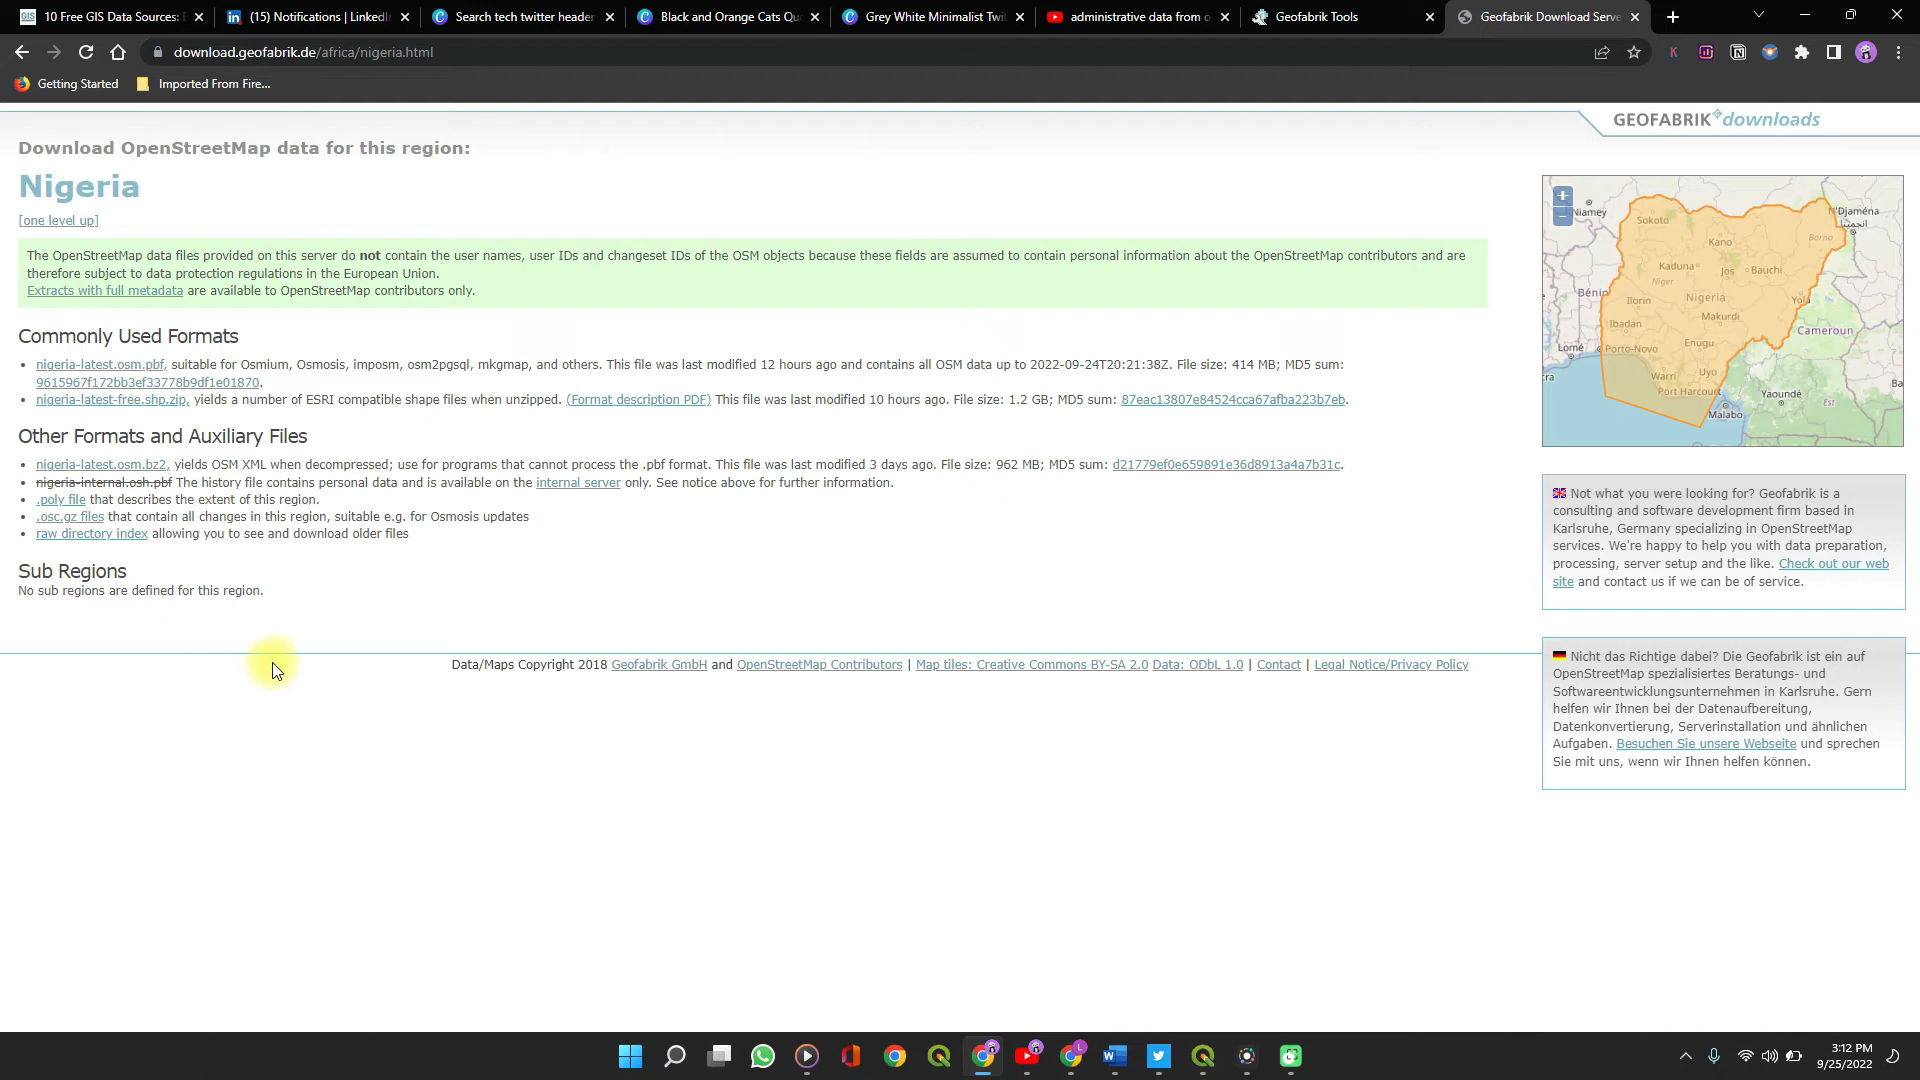 10 Free GIS Data Sources:
(15) Notifications | LinkedI
Search tech twitter header
Black and Orange Cats Qu
Grey White Minimalist Twi
administrative data from o
Geofabrik Tools
Geofabrik Download Serve
download.geofabrik.de/africa/nigeria.html
Getting Started
Imported From Fire...
GEOFABRIK downloads
Download OpenStreetMap data for this region:
Nigeria
[one level up]
The OpenStreetMap data files provided on this server do not contain the user names, user IDs and changeset IDs of the OSM objects because these fields are assumed to contain personal information about the OpenStreetMap contributors and are
therefore subject to data protection regulations in the European Union.
Extracts with full metadata are available to OpenStreetMap contributors only.
Commonly Used Formats
• nigeria-latest.osm.pbf, suitable for Osmium, Osmosis, imposm, osm2pgsql, mkgmap, and others. This file was last modified 12 hours ago and contains all OSM data up to 2022-09-24T20:21:38Z. File size: 414 MB; MD5 sum:
9615967f172bb3ef33778b9df1e01870.
• nigeria-latest-free.shp.zip, yields a number of ESRI compatible shape files when unzipped. (Format description PDF) This file was last modified 10 hours ago. File size: 1.2 GB; MD5 sum: 87eac13807e84524cca67afba223b7eb.
Other Formats and Auxiliary Files
• nigeria-latest.osm.bz2, yields OSM XML when decompressed; use for programs that cannot process the .pbf format. This file was last modified 3 days ago. File size: 962 MB; MD5 sum: d21779ef0e659891e36d8913a4a7b31c.
• nigeria-internal.osh.pbf The history file contains personal data and is available on the internal server only. See notice above for further information.
• .poly file that describes the extent of this region.
• .osc.gz files that contain all changes in this region, suitable e.g. for Osmosis updates
• raw directory index allowing you to see and download older files
Sub Regions
No sub regions are defined for this region.
Data/Maps Copyright 2018 Geofabrik GmbH and OpenStreetMap Contributors | Map tiles: Creative Commons BY-SA 2.0 Data: ODbL 1.0 | Contact | Legal Notice/Privacy Policy
+
−
Niamey
Sokoto
N'Djaména
انجمينا
Kano
Borno
Kaduna
Jos
Bauchi
Niger
Bénin
Ilorin
Nigeria
Yola
Ibadan
Makurdi
Cameroun
Lomé
Porto-Novo
Enugu
cra
Warri
Uyo
Yaoundé
Ba
Port Harcourt
Est
Malabo
Not what you were looking for? Geofabrik is a
consulting and software development firm based in
Karlsruhe, Germany specializing in OpenStreetMap
services. We're happy to help you with data preparation,
processing, server setup and the like. Check out our web
site and contact us if we can be of service.
Nicht das Richtige dabei? Die Geofabrik ist ein auf
OpenStreetMap spezialisiertes Beratungs- und
Softwareentwicklungsunternehmen in Karlsruhe. Gern
helfen wir Ihnen bei der Datenaufbereitung,
Datenkonvertierung, Serverinstallation und ähnlichen
Aufgaben. Besuchen Sie unsere Webseite und sprechen
Sie mit uns, wenn wir Ihnen helfen können.
3:12 PM
9/25/2022